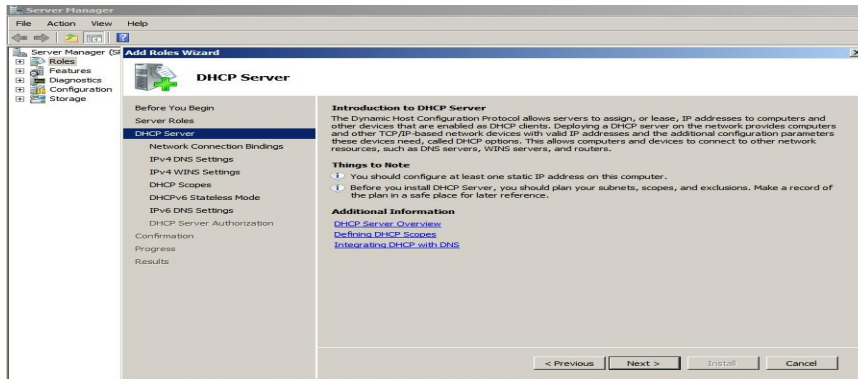 Server Manager
File Action View Help
Server Manager (SF
Roles
Features
Diagnostics
Configuration
Storage
Add Roles Wizard
DHCP Server
Before You Begin
Server Roles
DHCP Server
Network Connection Bindings
IPv4 DNS Settings
IPv4 WINS Settings
DHCP Scopes
DHCPv6 Stateless Mode
IPv6 DNS Settings
DHCP Server Authorization
Confirmation
Progress
Results
Introduction to DHCP Server
The Dynamic Host Configuration Protocol allows servers to assign, or lease, IP addresses to computers and
other devices that are enabled as DHCP clients. Deploying a DHCP server on the network provides computers
and other TCP/IP-based network devices with valid IP addresses and the additional configuration parameters
these devices need, called DHCP options. This allows computers and devices to connect to other network
resources, such as DNS servers, WINS servers, and routers.
Things to Note
You should configure at least one static IP address on this computer.
Before you install DHCP Server, you should plan your subnets, scopes, and exclusions. Make a record of
the plan in a safe place for later reference.
Additional Information
DHCP Server Overview
Defining DHCP Scopes
Integrating DHCP with DNS
< Previous Next > Install Cancel